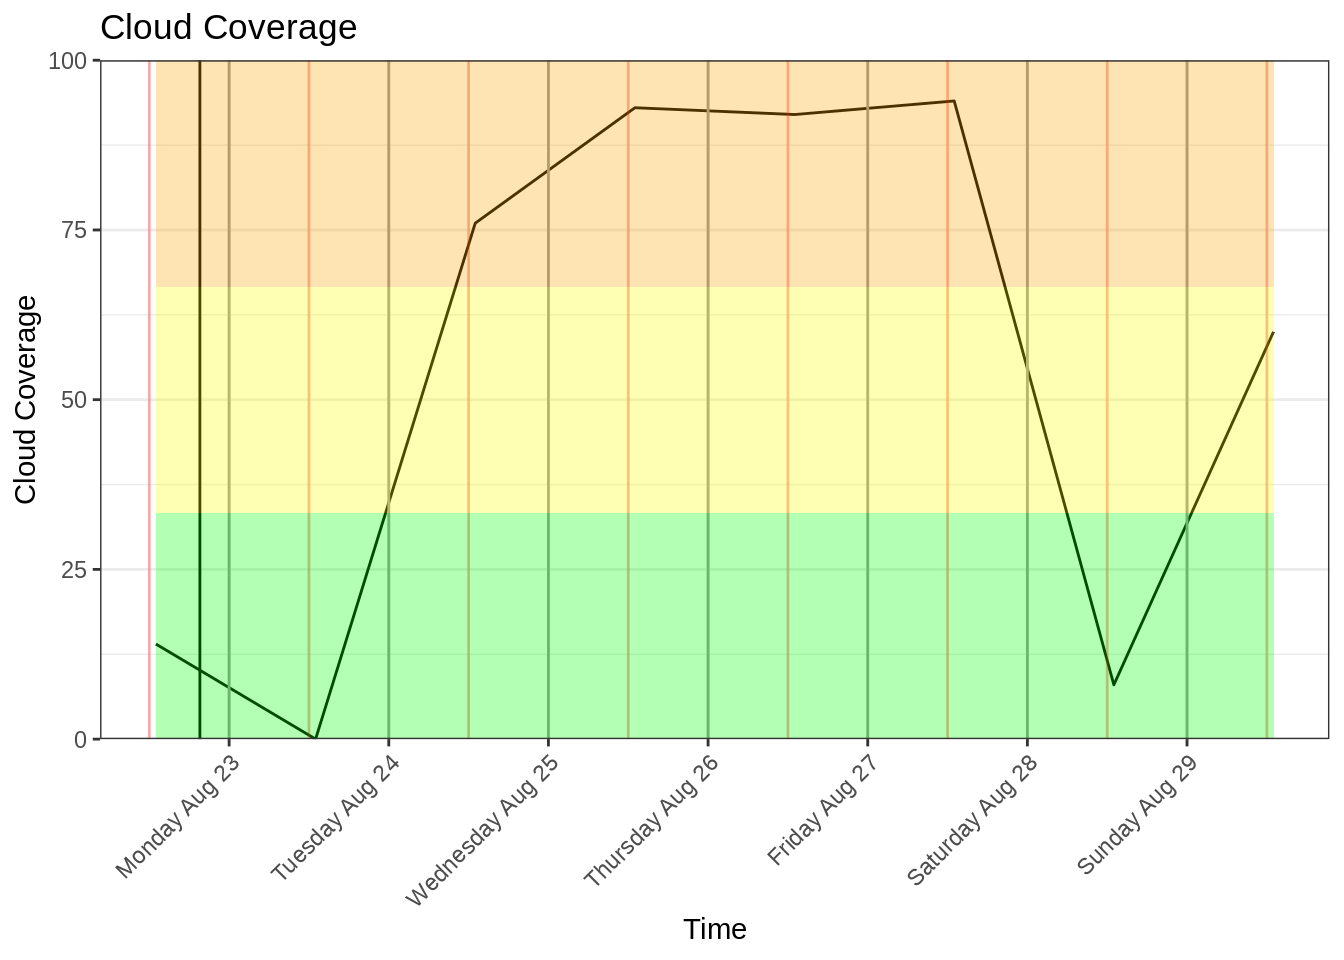 Cloud Coverage
100
75
50
25
0
Cloud Coverage
Monday Aug 23
Tuesday Aug 24
Wednesday Aug 25
Thursday Aug 26
Friday Aug 27
Saturday Aug 28
Sunday Aug 29
Time